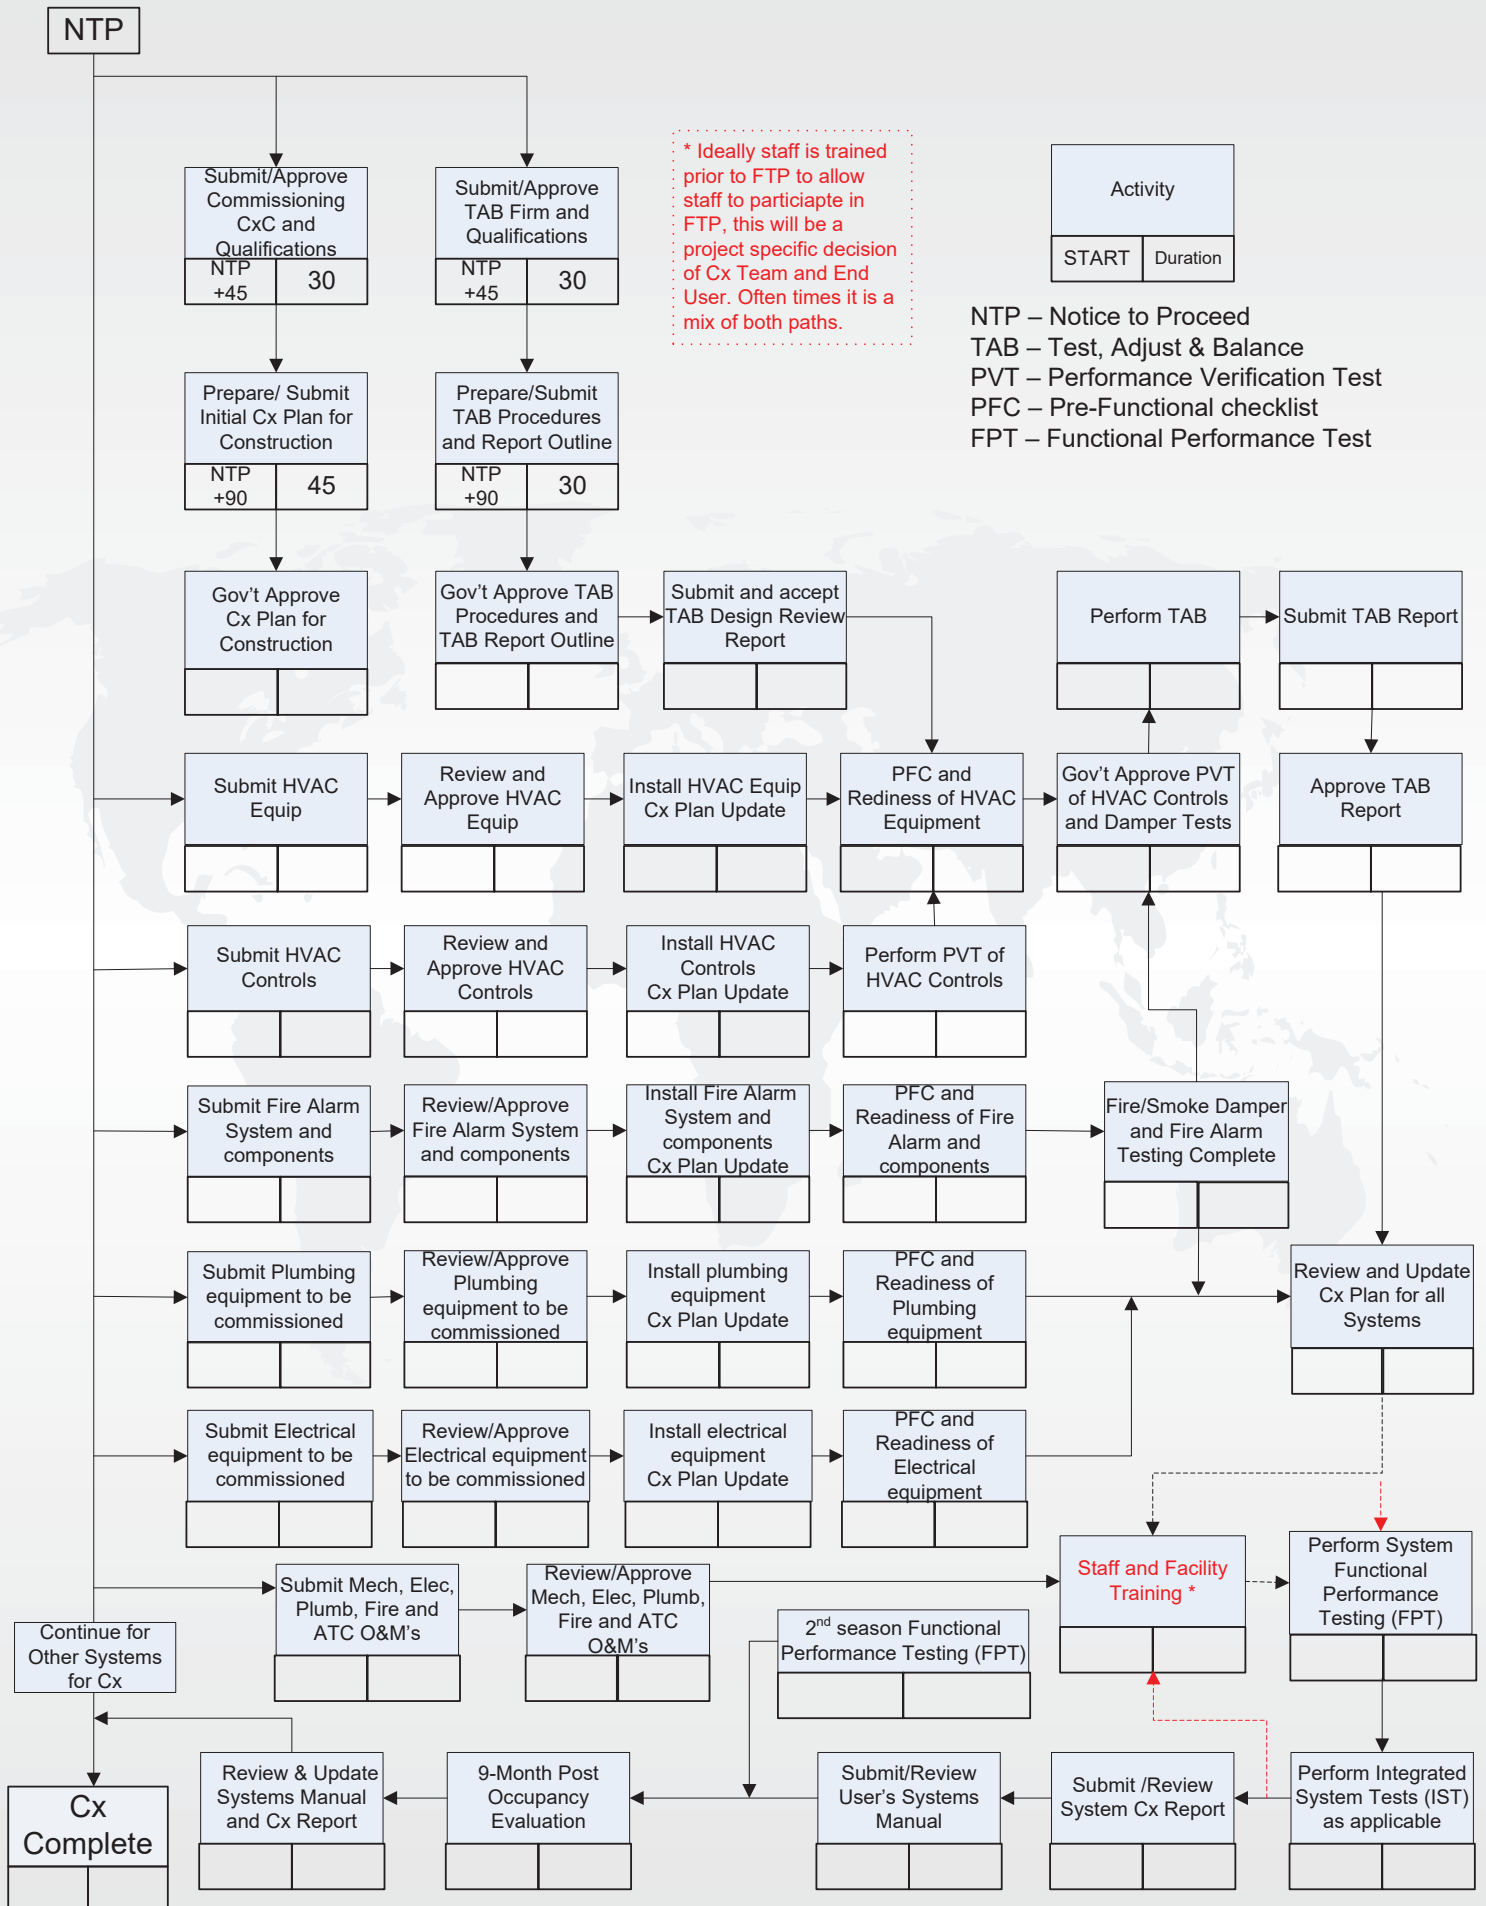 NTP
Submit/Approve
Commissioning
CxC and
Qualifications
NTP
+45
30
Submit/Approve
TAB Firm and
Qualifications
NTP
+45
30
* Ideally staff is trained
prior to FTP to allow
staff to particiapte in
FTP, this will be a
project specific decision
of Cx Team and End
User. Often times it is a
mix of both paths.
Activity
START
Duration
NTP – Notice to Proceed
TAB – Test, Adjust & Balance
PVT – Performance Verification Test
PFC – Pre-Functional checklist
FPT – Functional Performance Test
Prepare/ Submit
Initial Cx Plan for
Construction
NTP
+90
45
Prepare/Submit
TAB Procedures
and Report Outline
NTP
+90
30
Gov't Approve
Cx Plan for
Construction
Gov't Approve TAB
Procedures and
TAB Report Outline
Submit and accept
TAB Design Review
Report
Perform TAB
Submit TAB Report
Submit HVAC
Equip
Review and
Approve HVAC
Equip
Install HVAC Equip
Cx Plan Update
PFC and
Rediness of HVAC
Equipment
Gov't Approve PVT
of HVAC Controls
and Damper Tests
Approve TAB
Report
Submit HVAC
Controls
Review and
Approve HVAC
Controls
Install HVAC
Controls
Cx Plan Update
Perform PVT of
HVAC Controls
Submit Fire Alarm
System and
components
Review/Approve
Fire Alarm System
and components
Install Fire Alarm
System and
components
Cx Plan Update
PFC and
Readiness of Fire
Alarm and
components
Fire/Smoke Damper
and Fire Alarm
Testing Complete
Submit Plumbing
equipment to be
commissioned
Review/Approve
Plumbing
equipment to be
commissioned
Install plumbing
equipment
Cx Plan Update
PFC and
Readiness of
Plumbing
equipment
Review and Update
Cx Plan for all
Systems
Submit Electrical
equipment to be
commissioned
Review/Approve
Electrical equipment
to be commissioned
Install electrical
equipment
Cx Plan Update
PFC and
Readiness of
Electrical
equipment
Submit Mech, Elec,
Plumb, Fire and
ATC O&M's
Review/Approve
Mech, Elec, Plumb,
Fire and ATC
O&M's
Staff and Facility
Training *
Perform System
Functional
Performance
Testing (FPT)
Continue for
Other Systems
for Cx
2nd season Functional
Performance Testing (FPT)
Cx
Complete
Review & Update
Systems Manual
and Cx Report
9-Month Post
Occupancy
Evaluation
Submit/Review
User's Systems
Manual
Submit /Review
System Cx Report
Perform Integrated
System Tests (IST)
as applicable